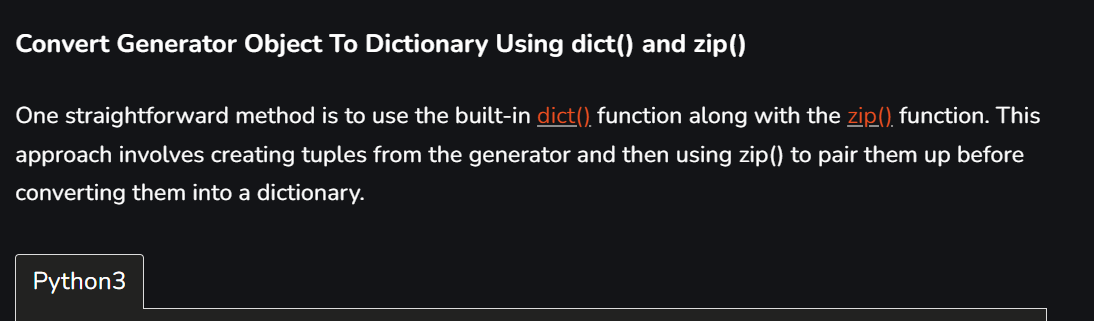 Convert Generator Object To Dictionary Using dict() and zip()
One straightforward method is to use the built-in dict() function along with the zip() function. This
approach involves creating tuples from the generator and then using zip() to pair them up before
converting them into a dictionary.
Python3